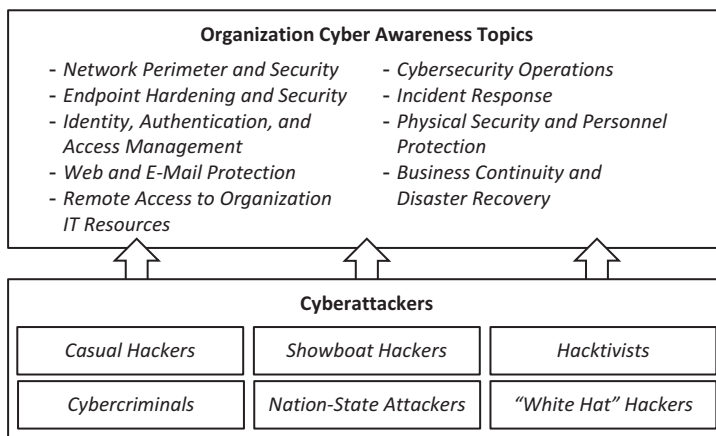 Organization Cyber Awareness Topics
- Network Perimeter and Security
- Endpoint Hardening and Security
- Identity, Authentication, and
Access Management
- Web and E-Mail Protection
- Remote Access to Organization
IT Resources
- Cybersecurity Operations
- Incident Response
- Physical Security and Personnel
Protection
- Business Continuity and
Disaster Recovery
Cyberattackers
Casual Hackers
Showboat Hackers
Hacktivists
Cybercriminals
Nation-State Attackers
“White Hat” Hackers